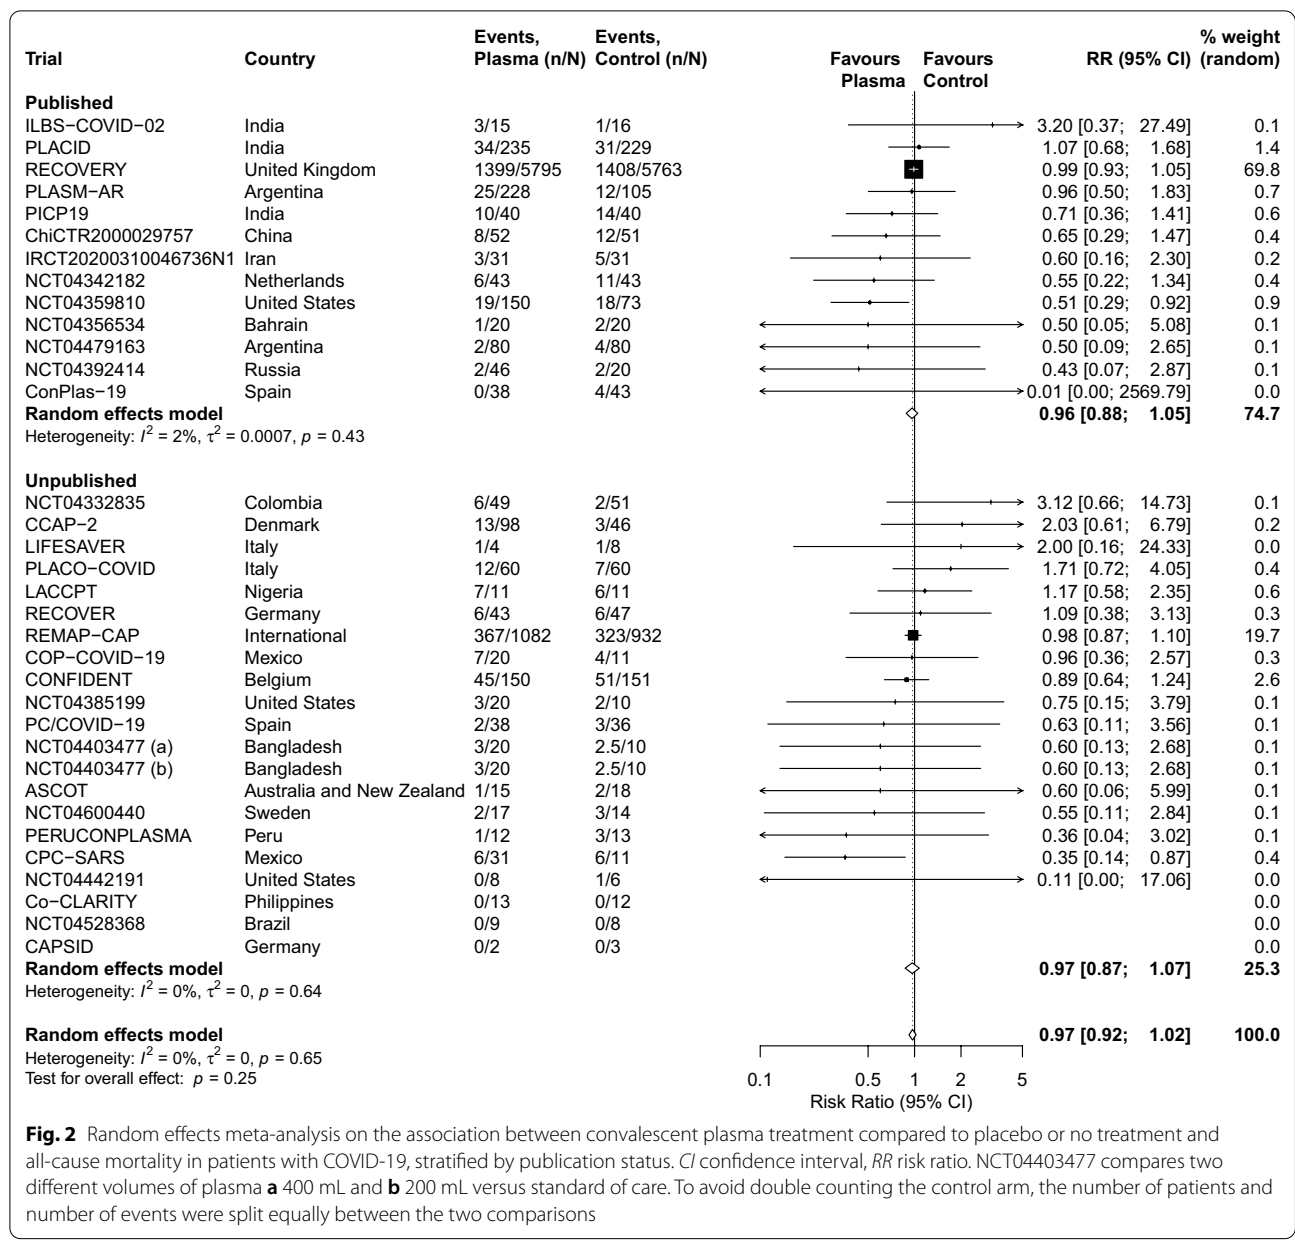 Events, Events, % weight
Trial Country Plasma (n/N) Control (n/N) Favours Favours RR (95% CI) (random)
Plasma Control
Published
ILBS−COVID−02 India 3/15 1/16 3.20 [0.37; 27.49] 0.1
PLACID India 34/235 31/229 1.07 [0.68; 1.68] 1.4
RECOVERY United Kingdom 1399/5795 1408/5763 0.99 [0.93; 1.05] 69.8
PLASM−AR Argentina 25/228 12/105 0.96 [0.50; 1.83] 0.7
PICP19 India 10/40 14/40 0.71 [0.36; 1.41] 0.6
ChiCTR2000029757 China 8/52 12/51 0.65 [0.29; 1.47] 0.4
IRCT20200310046736N1 Iran 3/31 5/31 0.60 [0.16; 2.30] 0.2
NCT04342182 Netherlands 6/43 11/43 0.55 [0.22; 1.34] 0.4
NCT04359810 United States 19/150 18/73 0.51 [0.29; 0.92] 0.9
NCT04356534 Bahrain 1/20 2/20 0.50 [0.05; 5.08] 0.1
NCT04479163 Argentina 2/80 4/80 0.50 [0.09; 2.65] 0.1
NCT04392414 Russia 2/46 2/20 0.43 [0.07; 2.87] 0.1
ConPlas−19 Spain 0/38 4/43 0.01 [0.00; 2569.79] 0.0
Random effects model 0.96 [0.88; 1.05] 74.7
Heterogeneity: I² = 2%, τ² = 0.0007, p = 0.43
Unpublished
NCT04332835 Colombia 6/49 2/51 3.12 [0.66; 14.73] 0.1
CCAP−2 Denmark 13/98 3/46 2.03 [0.61; 6.79] 0.2
LIFESAVER Italy 1/4 1/8 2.00 [0.16; 24.33] 0.0
PLACO−COVID Italy 12/60 7/60 1.71 [0.72; 4.05] 0.4
LACCPT Nigeria 7/11 6/11 1.17 [0.58; 2.35] 0.6
RECOVER Germany 6/43 6/47 1.09 [0.38; 3.13] 0.3
REMAP−CAP International 367/1082 323/932 0.98 [0.87; 1.10] 19.7
COP−COVID−19 Mexico 7/20 4/11 0.96 [0.36; 2.57] 0.3
CONFIDENT Belgium 45/150 51/151 0.89 [0.64; 1.24] 2.6
NCT04385199 United States 3/20 2/10 0.75 [0.15; 3.79] 0.1
PC/COVID−19 Spain 2/38 3/36 0.63 [0.11; 3.56] 0.1
NCT04403477 (a) Bangladesh 3/20 2.5/10 0.60 [0.13; 2.68] 0.1
NCT04403477 (b) Bangladesh 3/20 2.5/10 0.60 [0.13; 2.68] 0.1
ASCOT Australia and New Zealand 1/15 2/18 0.60 [0.06; 5.99] 0.1
NCT04600440 Sweden 2/17 3/14 0.55 [0.11; 2.84] 0.1
PERUCONPLASMA Peru 1/12 3/13 0.36 [0.04; 3.02] 0.1
CPC−SARS Mexico 6/31 6/11 0.35 [0.14; 0.87] 0.4
NCT04442191 United States 0/8 1/6 0.11 [0.00; 17.06] 0.0
Co−CLARITY Philippines 0/13 0/12 0.0
NCT04528368 Brazil 0/9 0/8 0.0
CAPSID Germany 0/2 0/3 0.0
Random effects model 0.97 [0.87; 1.07] 25.3
Heterogeneity: I² = 0%, τ² = 0, p = 0.64
Random effects model 0.97 [0.92; 1.02] 100.0
Heterogeneity: I² = 0%, τ² = 0, p = 0.65
Test for overall effect: p = 0.25
0.1 0.5 1 2 5
Risk Ratio (95% CI)
Fig. 2 Random effects meta-analysis on the association between convalescent plasma treatment compared to placebo or no treatment and
all-cause mortality in patients with COVID-19, stratified by publication status. CI confidence interval, RR risk ratio. NCT04403477 compares two
different volumes of plasma a 400 mL and b 200 mL versus standard of care. To avoid double counting the control arm, the number of patients and
number of events were split equally between the two comparisons